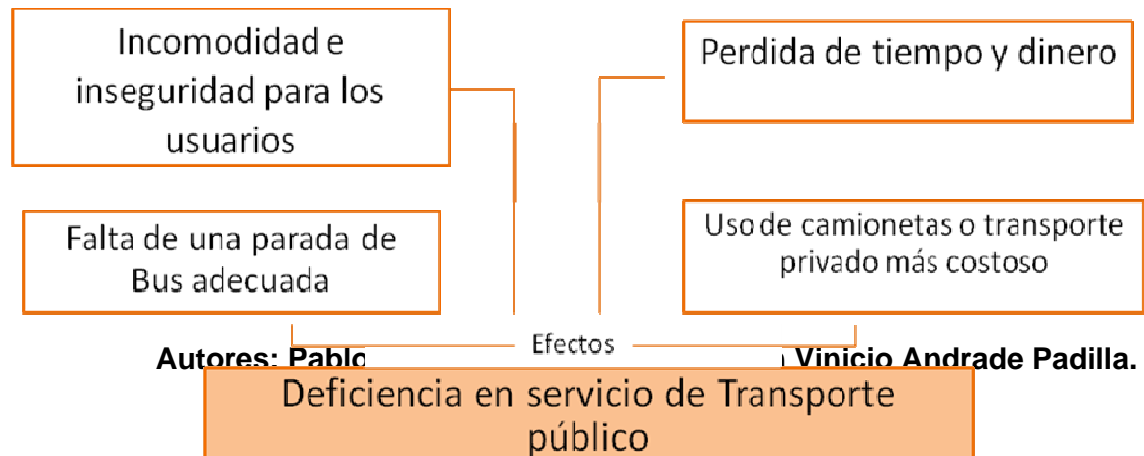 Incomodidad e
inseguridad para los
usuarios
Perdida de tiempo y dinero
Falta de una parada de
Bus adecuada
Uso de camionetas o transporte
privado más costoso
Efectos
Autores: Pablo Vinicio Andrade Padilla.
Deficiencia en servicio de Transporte
público